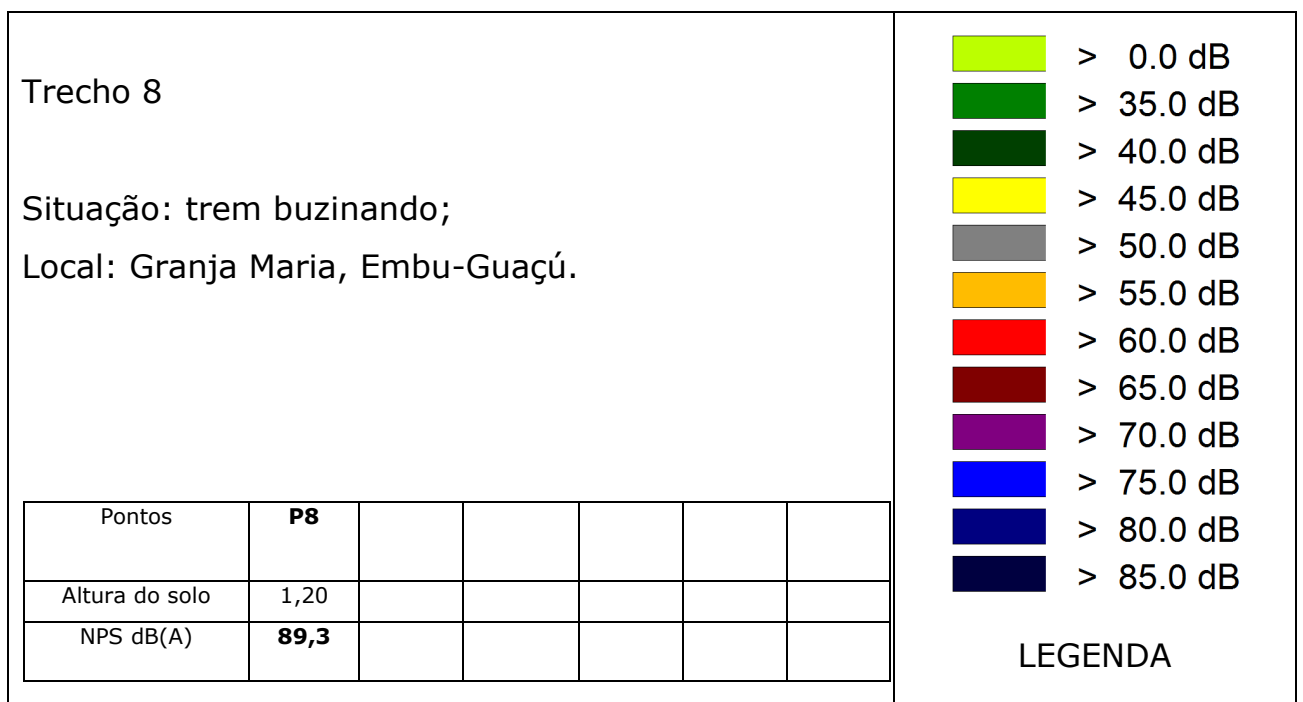 Trecho 8
Situação: trem buzinando;
Local: Granja Maria, Embu-Guaçú.
Pontos P8
Altura do solo 1,20
NPS dB(A) 89,3
> 0.0 dB
> 35.0 dB
> 40.0 dB
> 45.0 dB
> 50.0 dB
> 55.0 dB
> 60.0 dB
> 65.0 dB
> 70.0 dB
> 75.0 dB
> 80.0 dB
> 85.0 dB
LEGENDA